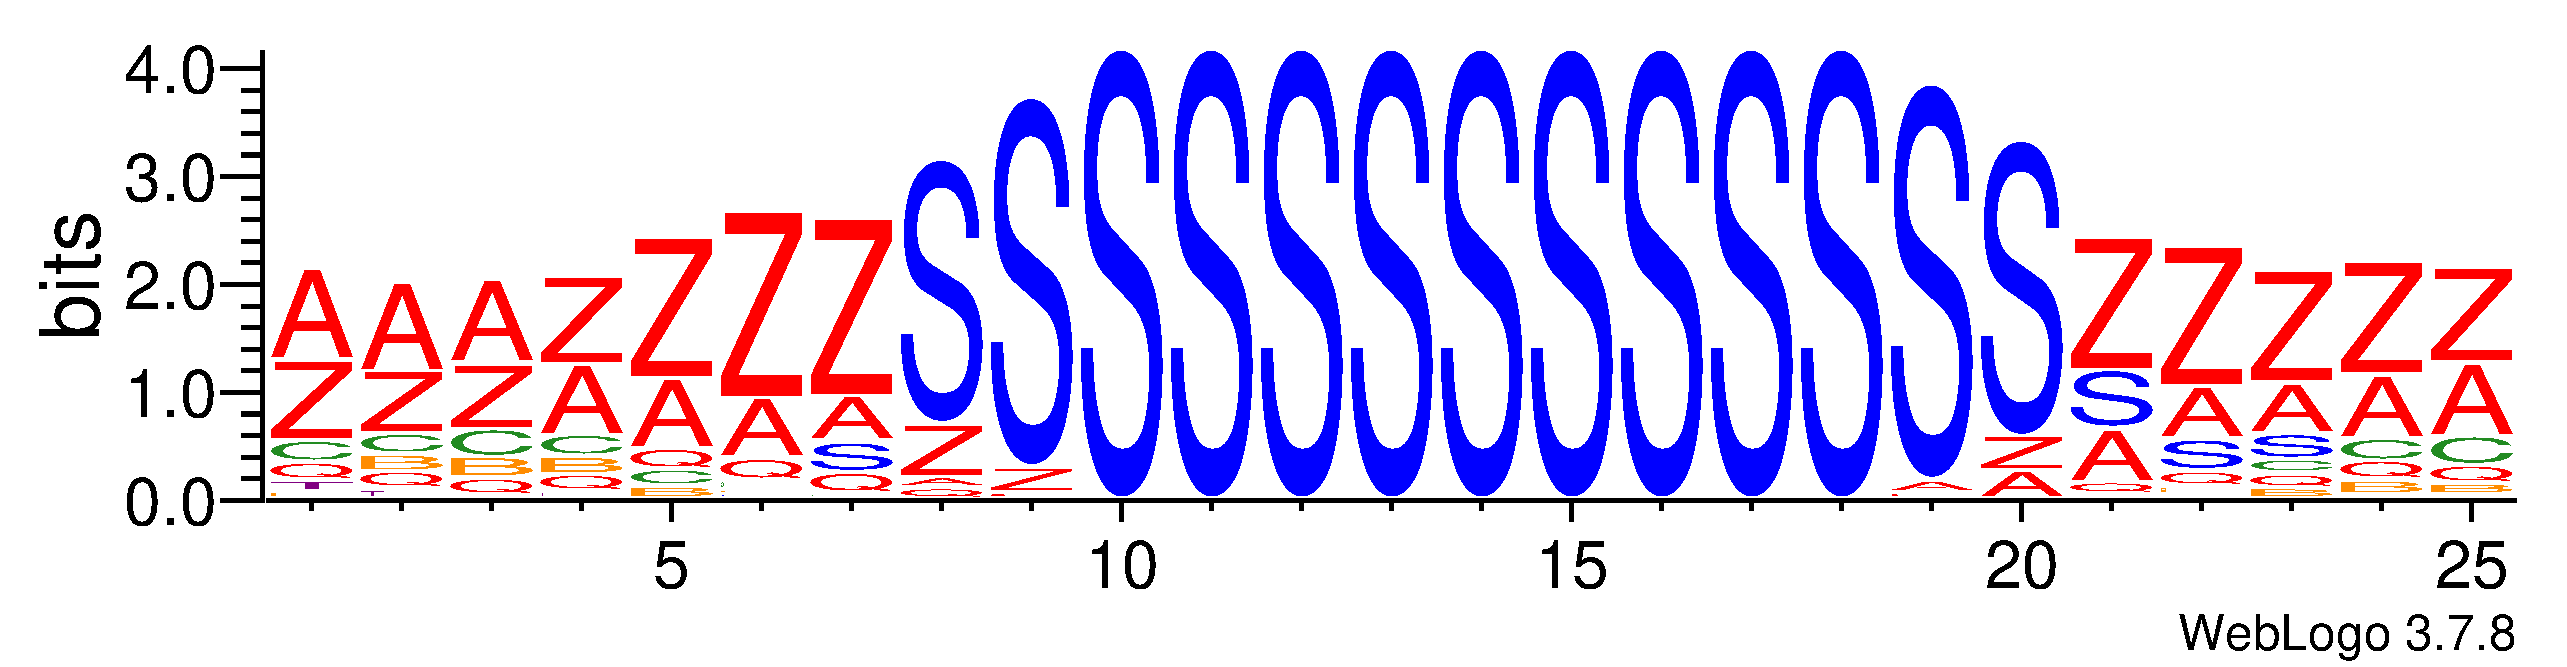 bits
4.0
3.0
2.0
1.0
0.0
A A A Z Z Z Z S S S S S S S S S S S S S Z Z Z Z Z
Z Z Z A A A A Z Z A Z S A A A A
C C C C Q Q S A A A S S C C
Q B B B C Q Q Q Q C Q Q
T Q Q Q B B B B
5 10 15 20 25
WebLogo 3.7.8